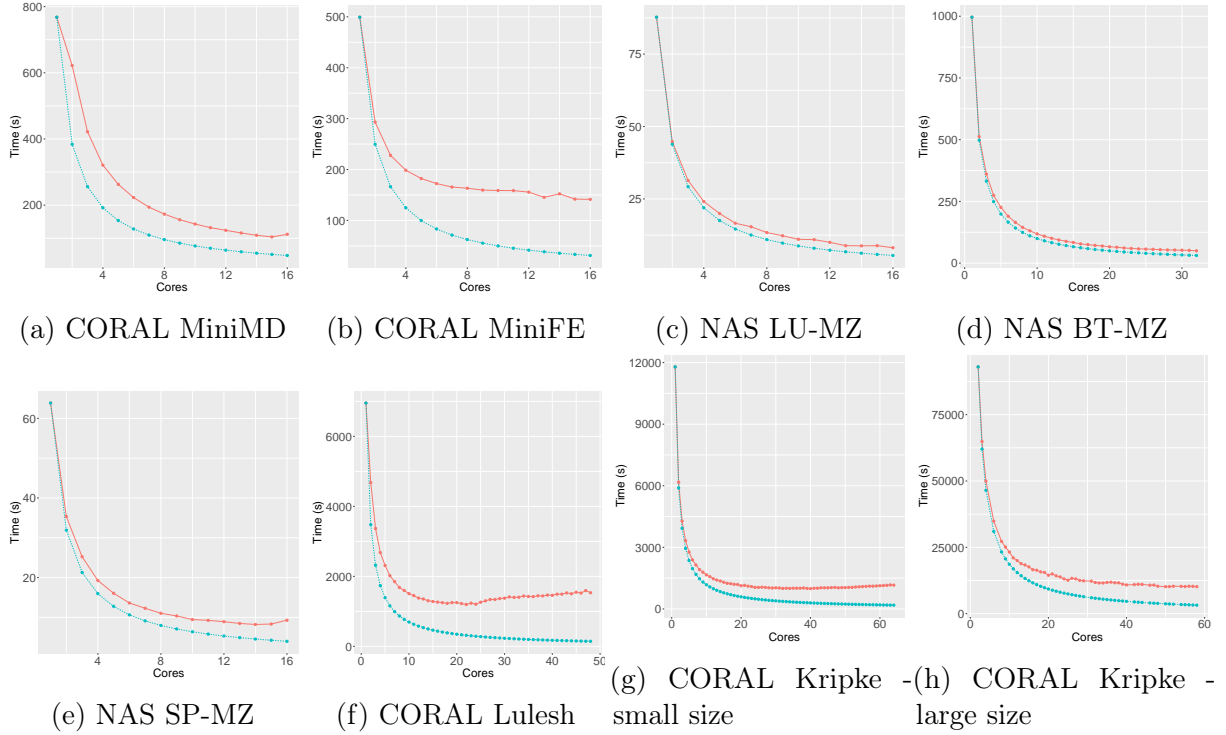 Time (s)
800
600
400
200
4 8 12 16
Cores
(a) CORAL MiniMD
Time (s)
500
400
300
200
100
4 8 12 16
Cores
(b) CORAL MiniFE
Time (s)
75
50
25
4 8 12 16
Cores
(c) NAS LU-MZ
Time (s)
1000
750
500
250
0
0 10 20 30
Cores
(d) NAS BT-MZ
Time (s)
60
40
20
4 8 12 16
Cores
(e) NAS SP-MZ
Time (s)
6000
4000
2000
0
0 10 20 30 40 50
Cores
(f) CORAL Lulesh
Time (s)
12000
9000
6000
3000
0
0 20 40 60
Cores
(g) CORAL Kripke -
small size
Time (s)
75000
50000
25000
0
0 20 40 60
Cores
(h) CORAL Kripke -
large size